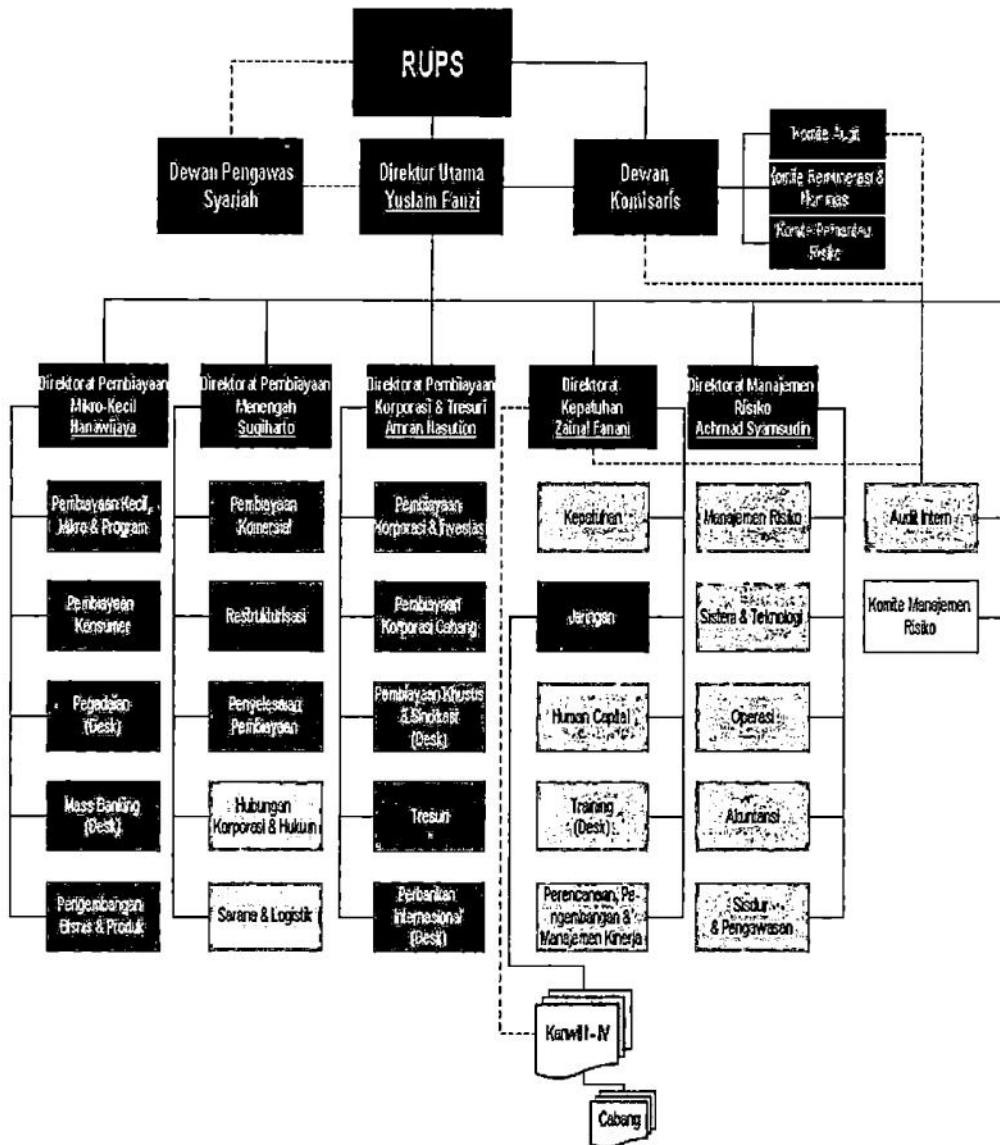 RUPS
Dewan Pengawas
Syariah
Direktur Utama
Yuslam Fauzi
Dewan
Komisaris
Komite Audit
Komite Remunerasi &
Komite Pemantau
Risiko
Direktorat Pembiayaan
Mikro-Kecil
Hanawijaya
Direktorat Pembiayaan
Menengah
Sugiharto
Direktorat Pembiayaan
Korporasi & Tresuri
Amran Nasution
Direktorat
Kepatuhan
Zainal Fanani
Direktorat Manajemen
Risiko
Achmad Syamsudin
Pembiayaan Kecil,
Mikro & Program
Pembiayaan
Komersial
Pembiayaan
Korporasi & Investasi
Kepatuhan
Manajemen Risiko
Audit Intern
Pembiayaan
Konsumer
Restrukturisasi
Pembiayaan
Korporasi Cabang
Jaringan
Sistem & Teknologi
Komite Manajemen
Risiko
Pegadaian
(Desk)
Penyelesaian
Pembiayaan
Pembiayaan Khusus
& Sindikasi
(Desk)
Human Capital
Operasi
Mass Banking
(Desk)
Hubungan
Korporasi & Hukum
Tresuri
Training
(Desk)
Akuntansi
Pengembangan
Bisnis & Produk
Sarana & Logistik
Perbankan
Internasional
(Desk)
Perencanaan, Pe-
ngembangan &
Manajemen Kinerja
Sisdur
& Pengawasan
Kanwil I - IV
Cabang